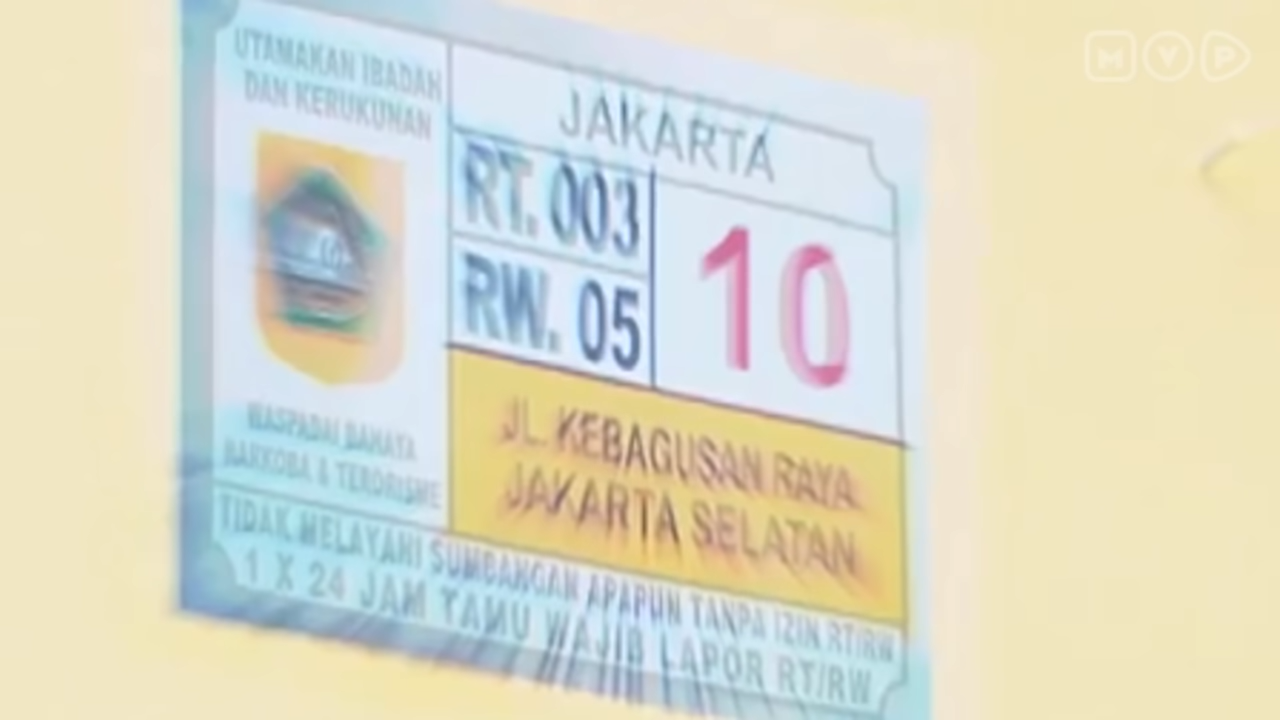 MVP
UTAMAKAN IBADAH
DAN KERUKUNAN
JAKARTA
RT. 003
RW. 05
10
JL. KEBAGUSAN RAYA
JAKARTA SELATAN
WASPADAI BAHAYA
NARKOBA & TERORISME
TIDAK MELAYANI SUMBANGAN APAPUN TANPA IZIN RT/RW
1 X 24 JAM TAMU WAJIB LAPOR RT/RW